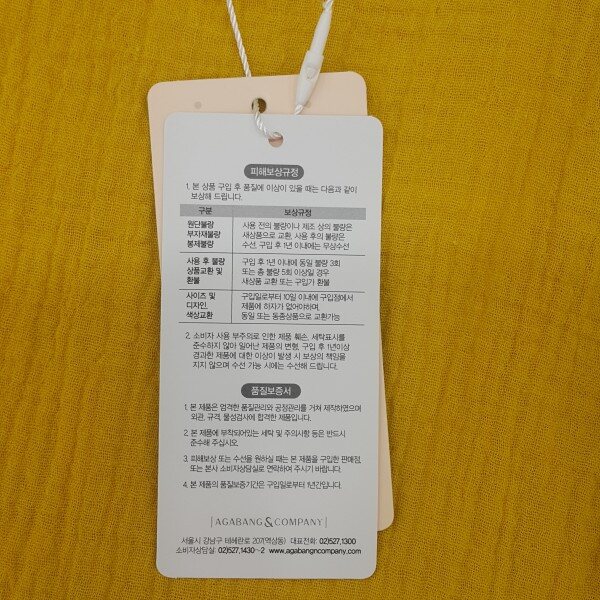 피해보상규정
1. 본 상품 구입 후 품질에 이상이 있을 때는 다음과 같이
보상해 드립니다.
구분 보상규정
원단불량
부자재불량
봉제불량
사용 전의 불량이나 제조 상의 불량은
새상품으로 교환, 사용 후의 불량은
수선, 구입 후 1년 이내에는 무상수선
사용 후 불량
상품교환 및
환불
구입 후 1년 이내에 동일 불량 3회
또는 총 불량 5회 이상일 경우
새상품 교환 또는 구입가 환불
사이즈 및
디자인,
색상교환
구입일로부터 10일 이내에 구입점에서
제품에 하자가 없어야하며,
동일 또는 동종상품으로 교환가능
2. 소비자 사용 부주의로 인한 제품 훼손, 세탁표시를
준수하지 않아 일어난 제품의 변형, 구입 후 1년이상
경과한 제품에 대한 이상이 발생 시 보상의 책임을
지지 않으며 수선 가능 시에는 수선해 드립니다.
품질보증서
1. 본 제품은 엄격한 품질관리와 공정관리를 거쳐 제작하였으며
외관, 규격, 물성검사에 합격한 제품입니다.
2. 본 제품에 부착되어있는 세탁 및 주의사항 등은 반드시
준수해 주십시오.
3. 피해보상 또는 수선을 원하실 때는 본 제품을 구입한 판매점,
또는 본사 소비자상담실로 연락하여 주시기 바랍니다.
4. 본 제품의 품질보증기간은 구입일로부터 1년간입니다.
AGABANG&COMPANY
서울시 강남구 테헤란로 207(역삼동) 대표전화: 02)527.1300
소비자상담실: 02)527.1430~2 www.agabangncompany.com